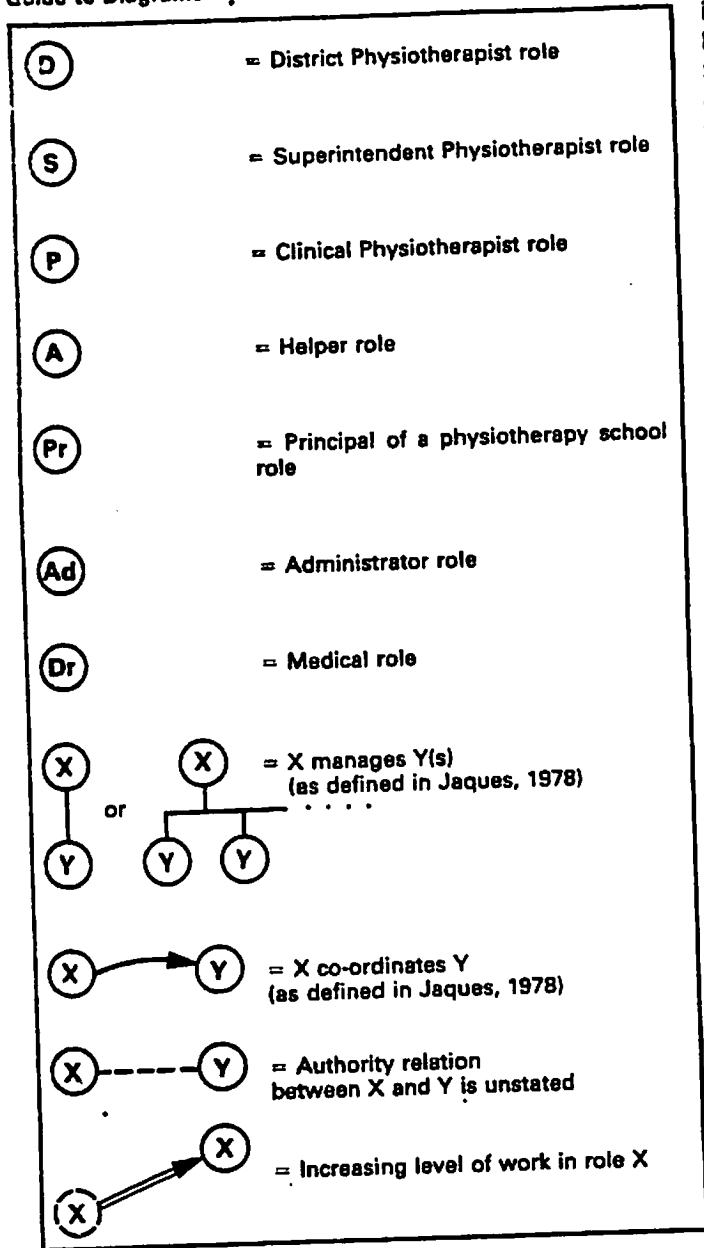 Guide to Diagrams
D = District Physiotherapist role
S = Superintendent Physiotherapist role
P = Clinical Physiotherapist role
A = Helper role
Pr = Principal of a physiotherapy school
role
Ad = Administrator role
Dr = Medical role
X or X = X manages Y(s)
(as defined in Jaques, 1978)
. . . .
Y Y Y
X Y = X co-ordinates Y
(as defined in Jaques, 1978)
X Y = Authority relation
between X and Y is unstated
X = Increasing level of work in role X
X